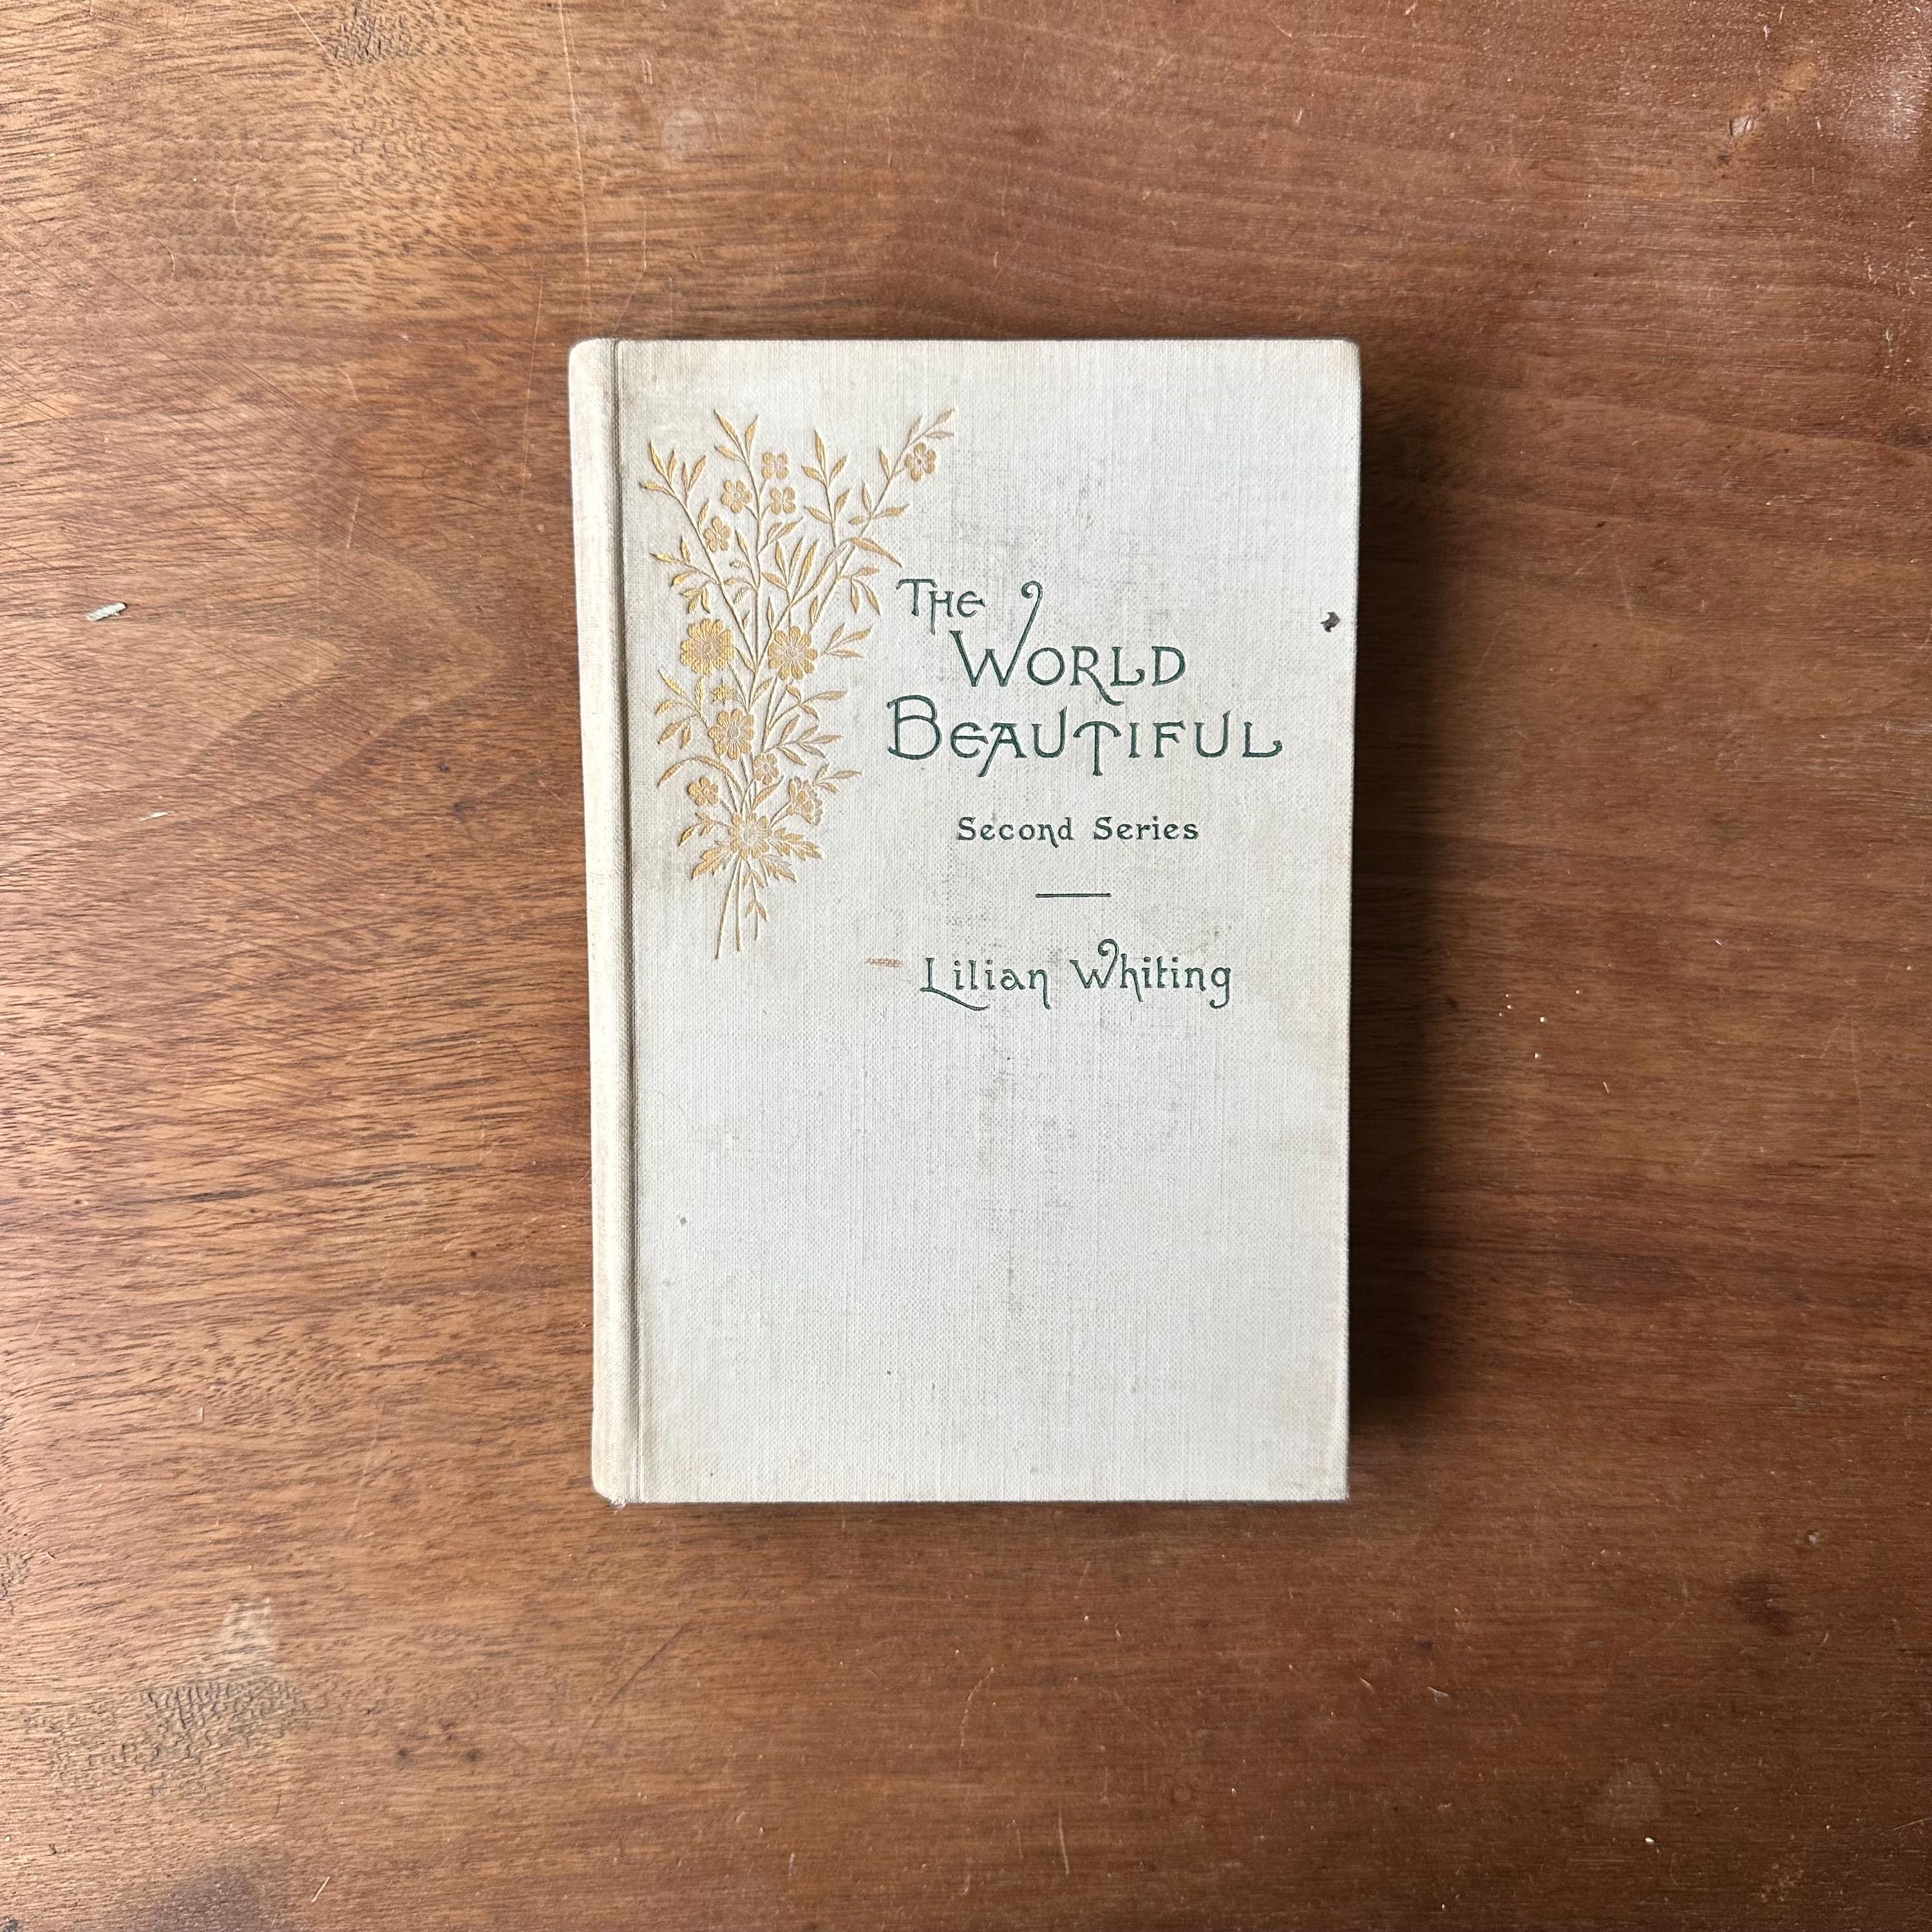 The
World
Beautiful
Second Series
Lilian Whiting